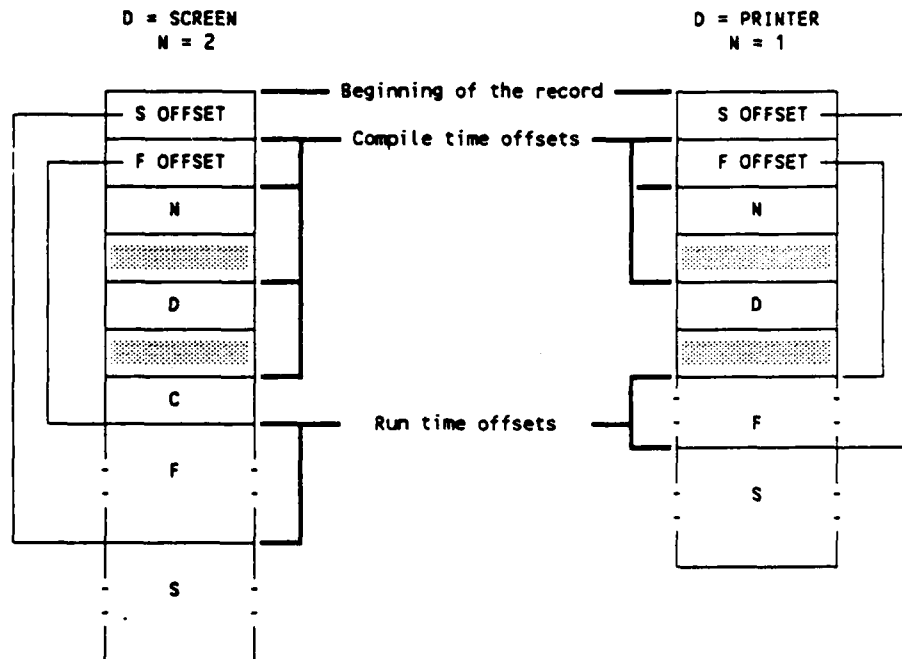 D = SCREEN
N = 2
D = PRINTER
N = 1
Beginning of the record
S OFFSET
S OFFSET
Compile time offsets
F OFFSET
F OFFSET
N
N
D
D
C
Run time offsets
F
F
S
S